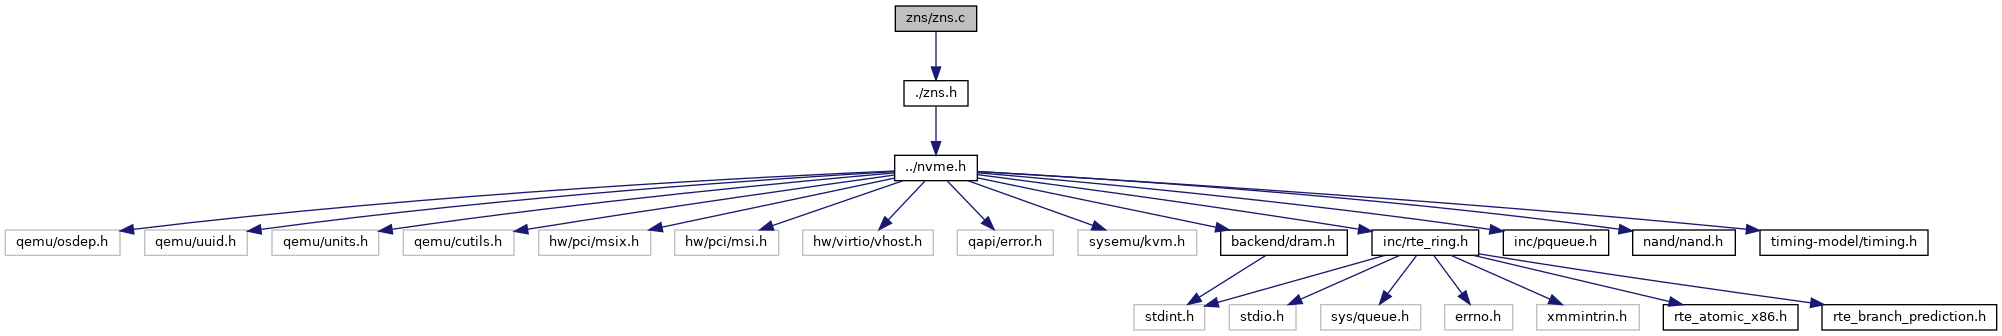 zns/zns.c
./zns.h
../nvme.h
qemu/osdep.h
qemu/uuid.h
qemu/units.h
qemu/cutils.h
hw/pci/msix.h
hw/pci/msi.h
hw/virtio/vhost.h
qapi/error.h
sysemu/kvm.h
backend/dram.h
inc/rte_ring.h
inc/pqueue.h
nand/nand.h
timing-model/timing.h
stdint.h
stdio.h
sys/queue.h
errno.h
xmmintrin.h
rte_atomic_x86.h
rte_branch_prediction.h